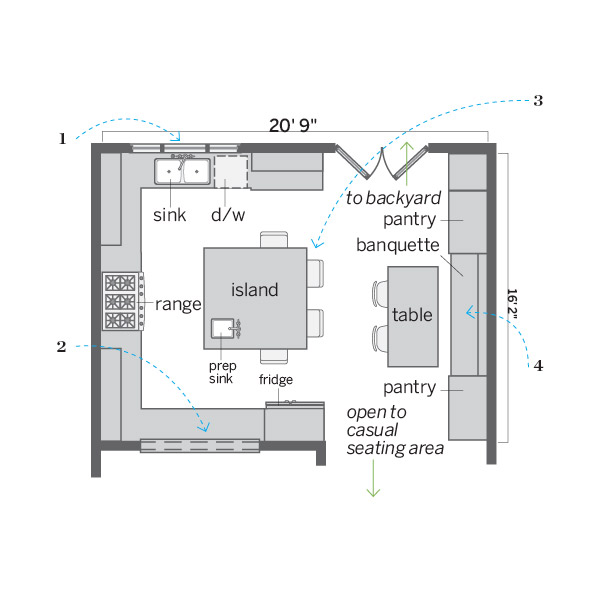 3
20' 9"
1
sink
d/w
to backyard
pantry
banquette
island
range
table
16'2"
prep
sink
2
fridge
4
pantry
open to
casual
seating area